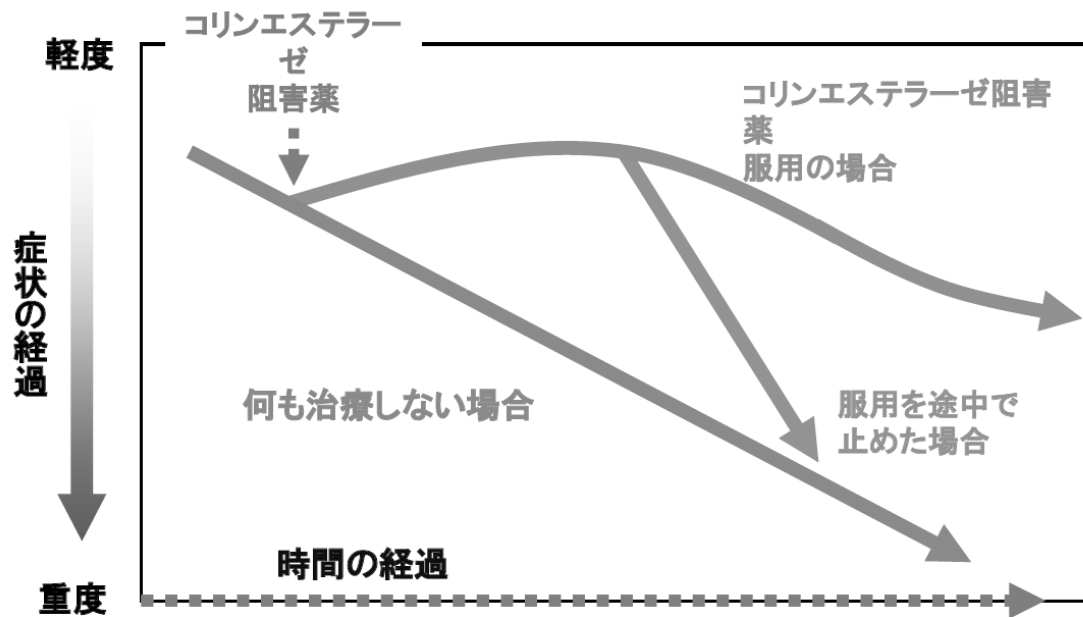 コリンエステラー
ゼ
阻害薬
軽度
コリンエステラーゼ阻害
薬
服用の場合
症状の経過
何も治療しない場合
服用を途中で
止めた場合
時間の経過
重度